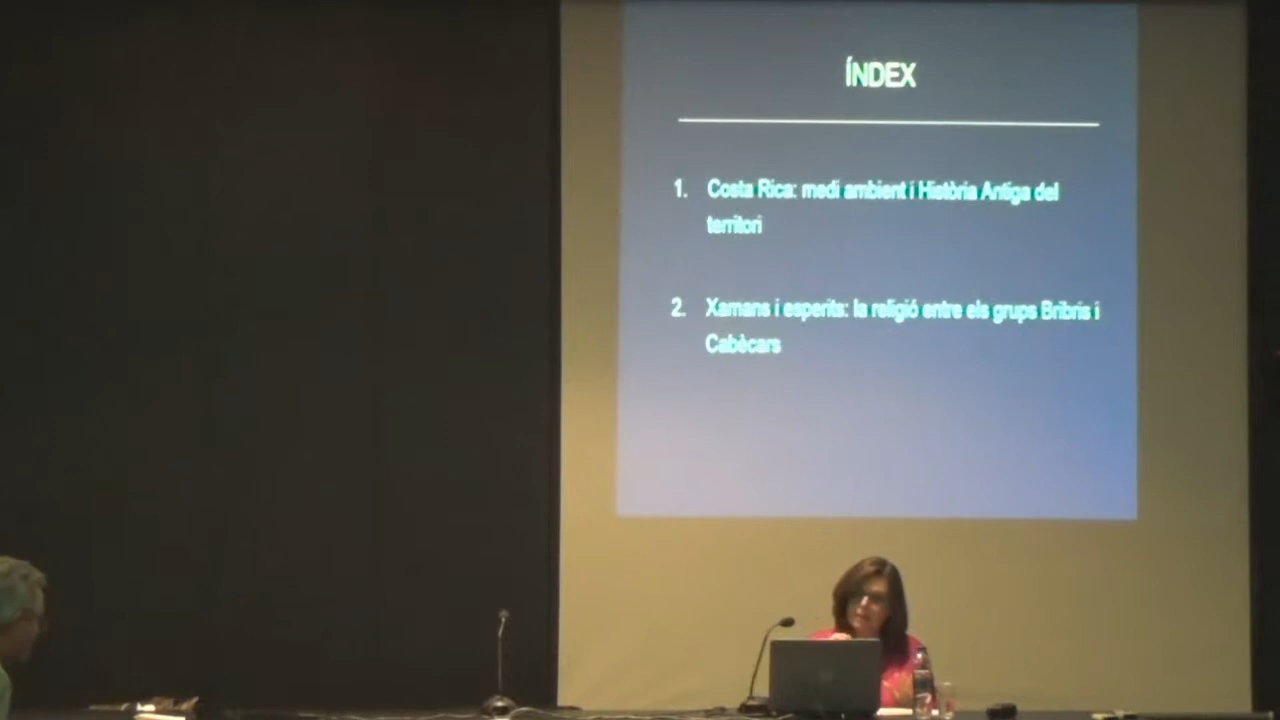 ÍNDEX
1. Costa Rica: medi ambient i Història Antiga del
territori
2. Xamans i esperits: la religió entre els grups Bribris i
Cabècars